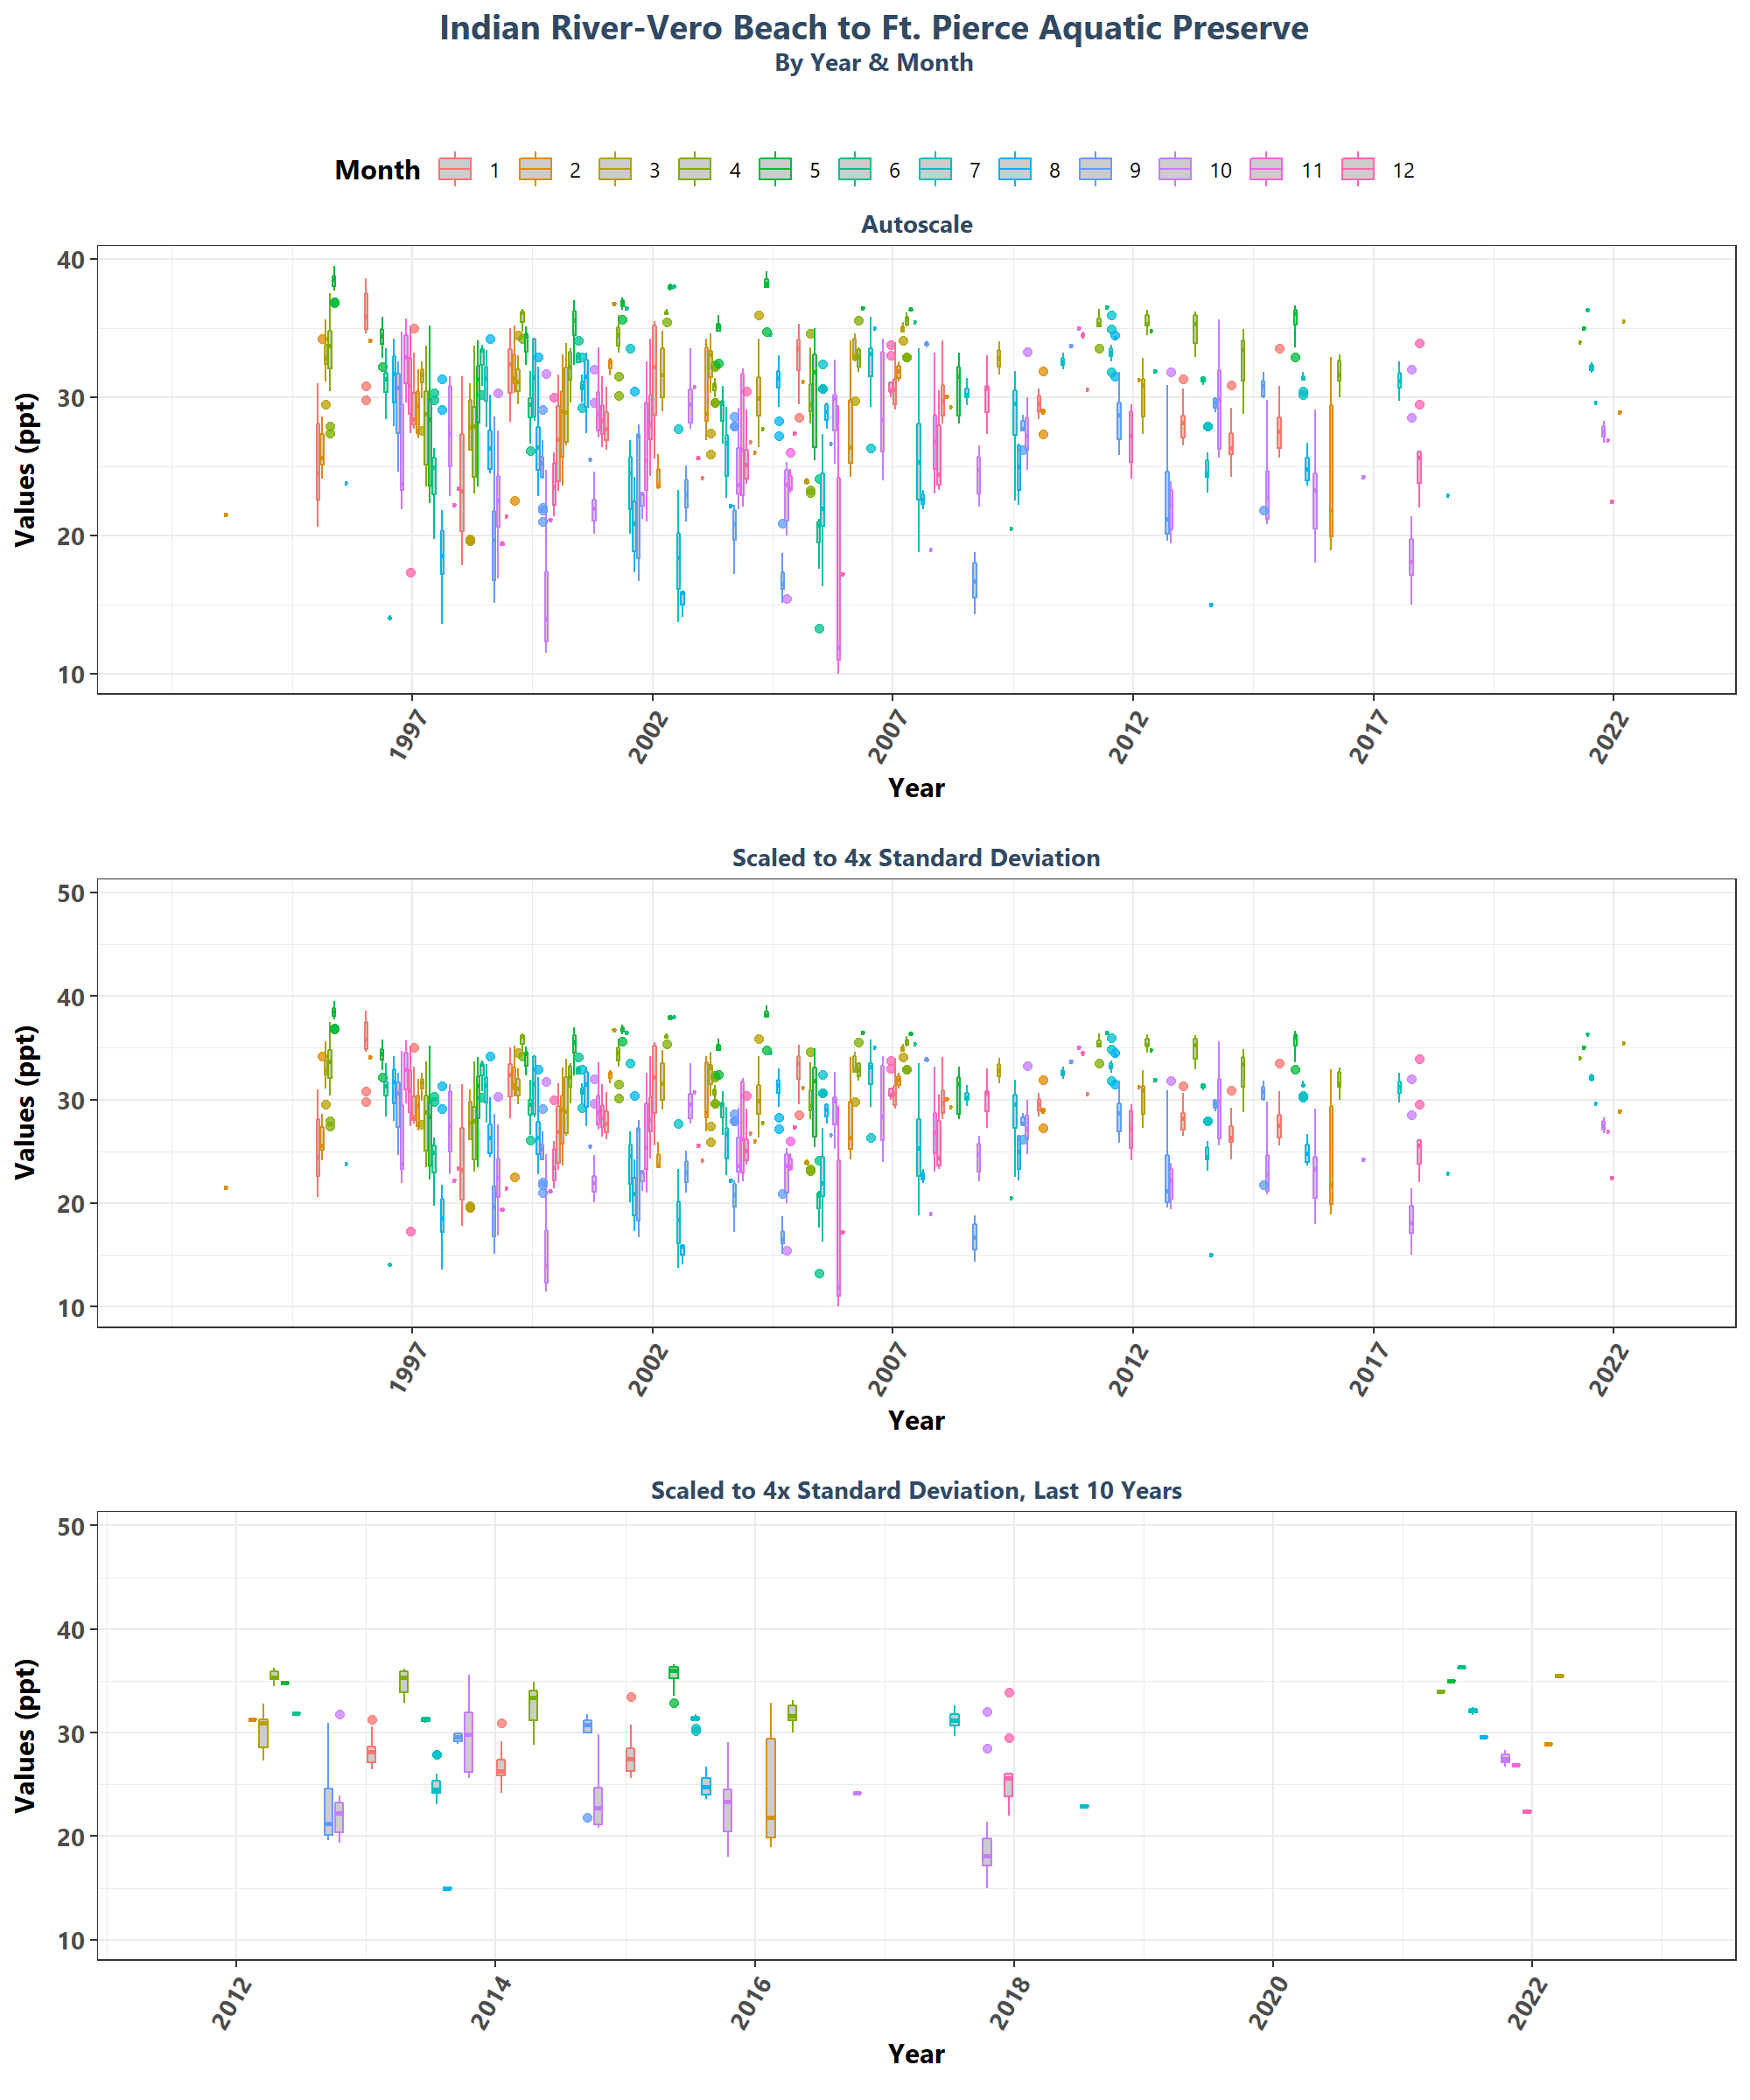 Indian River-Vero Beach to Ft. Pierce Aquatic Preserve
By Year & Month
Month 1 2 3 4 5 6 7 8 9 10 11 12
Autoscale
Values (ppt)
40
30
20
10
1997 2002 2007 2012 2017 2022
Year
Scaled to 4x Standard Deviation
Values (ppt)
50
40
30
20
10
1997 2002 2007 2012 2017 2022
Year
Scaled to 4x Standard Deviation, Last 10 Years
Values (ppt)
50
40
30
20
10
2012 2014 2016 2018 2020 2022
Year